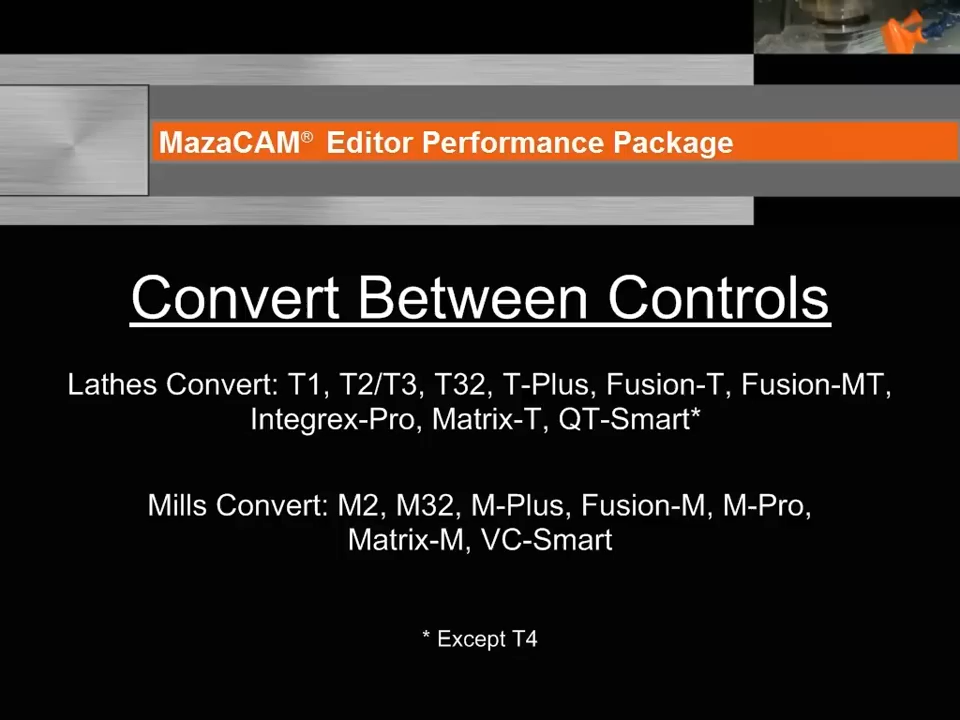 MazaCAM® Editor Performance Package
Convert Between Controls
Lathes Convert: T1, T2/T3, T32, T-Plus, Fusion-T, Fusion-MT,
Integrex-Pro, Matrix-T, QT-Smart*
Mills Convert: M2, M32, M-Plus, Fusion-M, M-Pro,
Matrix-M, VC-Smart
* Except T4